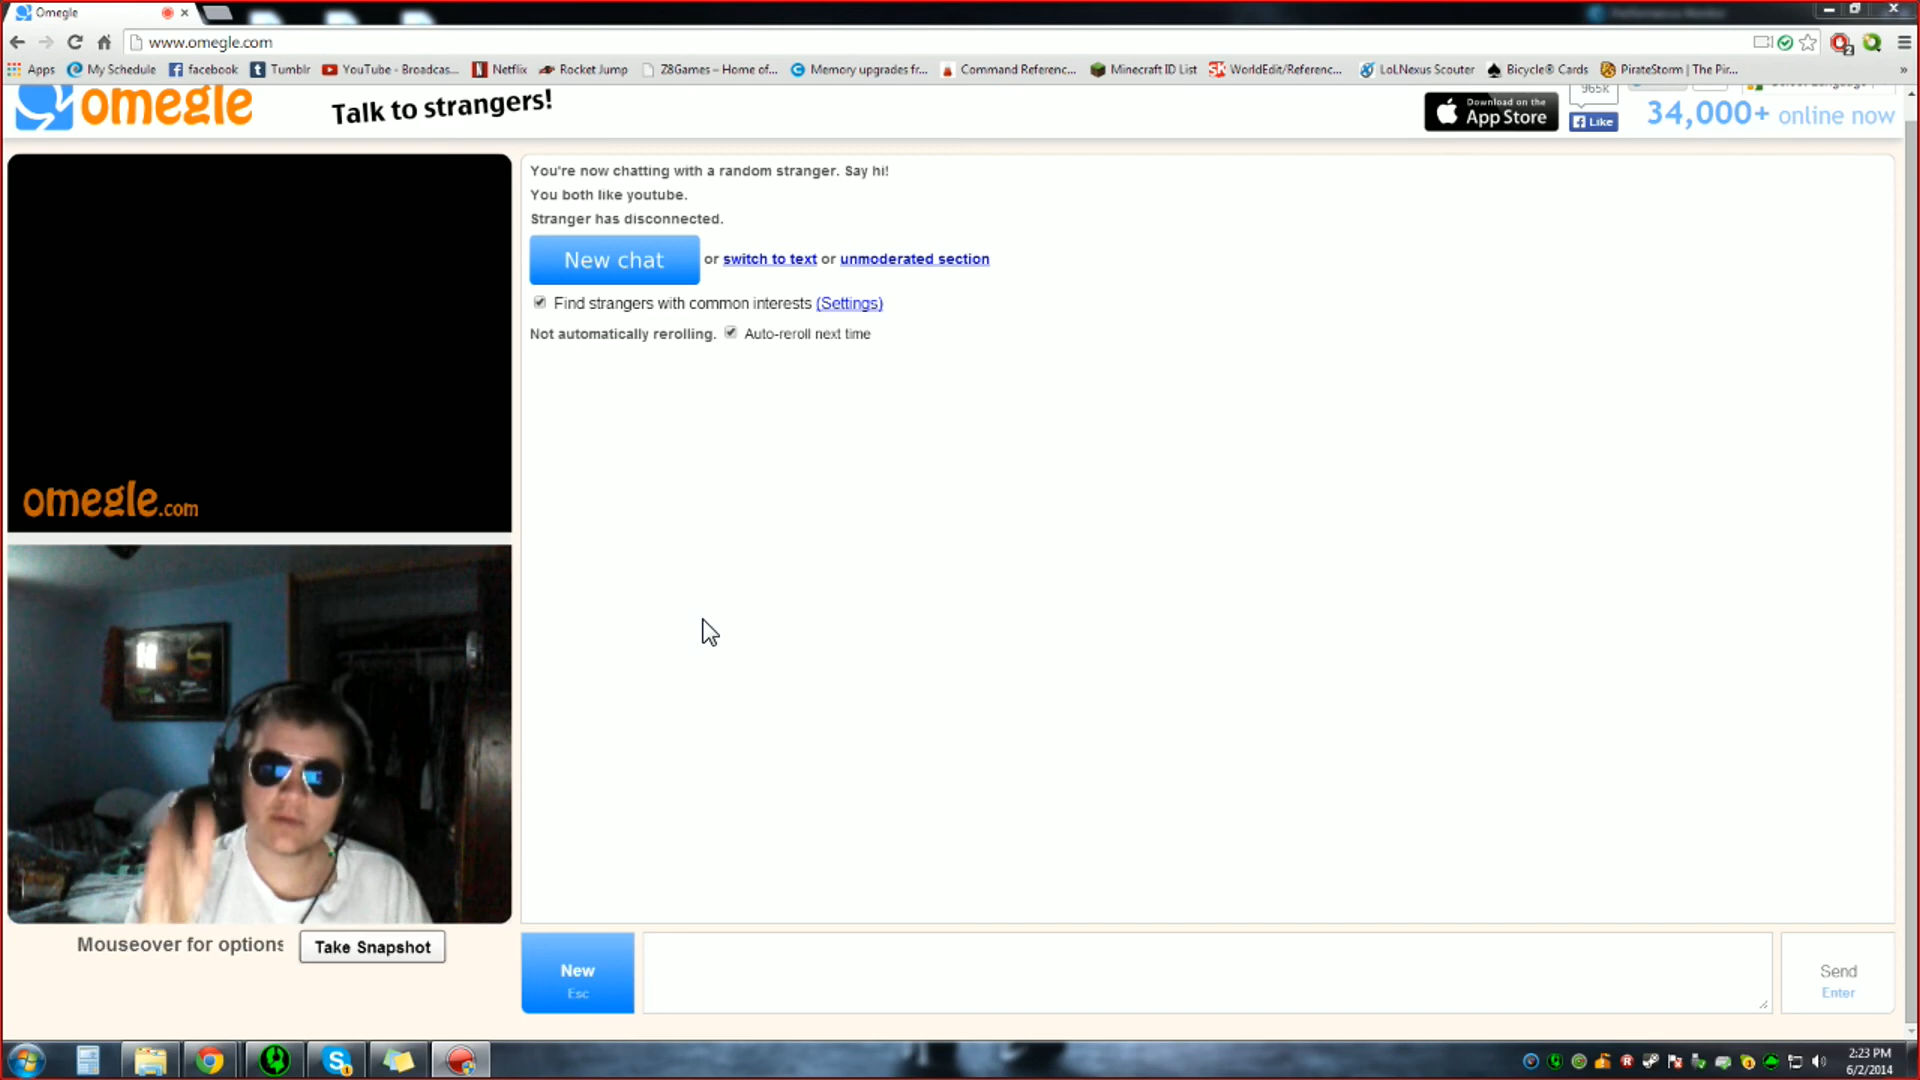 Omegle
www.omegle.com
Apps
My Schedule
facebook
Tumblr
YouTube - Broadcas...
Netflix
Rocket Jump
Z8Games – Home of...
Memory upgrades fr...
Command Referenc...
Minecraft ID List
WorldEdit/Referenc...
LoLNexus Scouter
Bicycle® Cards
PirateStorm | The Pir...
»
omegle
Talk to strangers!
Download on the
App Store
965k
Like
34,000+ online now
You're now chatting with a random stranger. Say hi!
You both like youtube.
Stranger has disconnected.
New chat or switch to text or unmoderated section
Find strangers with common interests (Settings)
Not automatically rerolling. Auto-reroll next time
omegle.com
Mouseover for options
Take Snapshot
New
Esc
Send
Enter
2:23 PM
6/2/2014